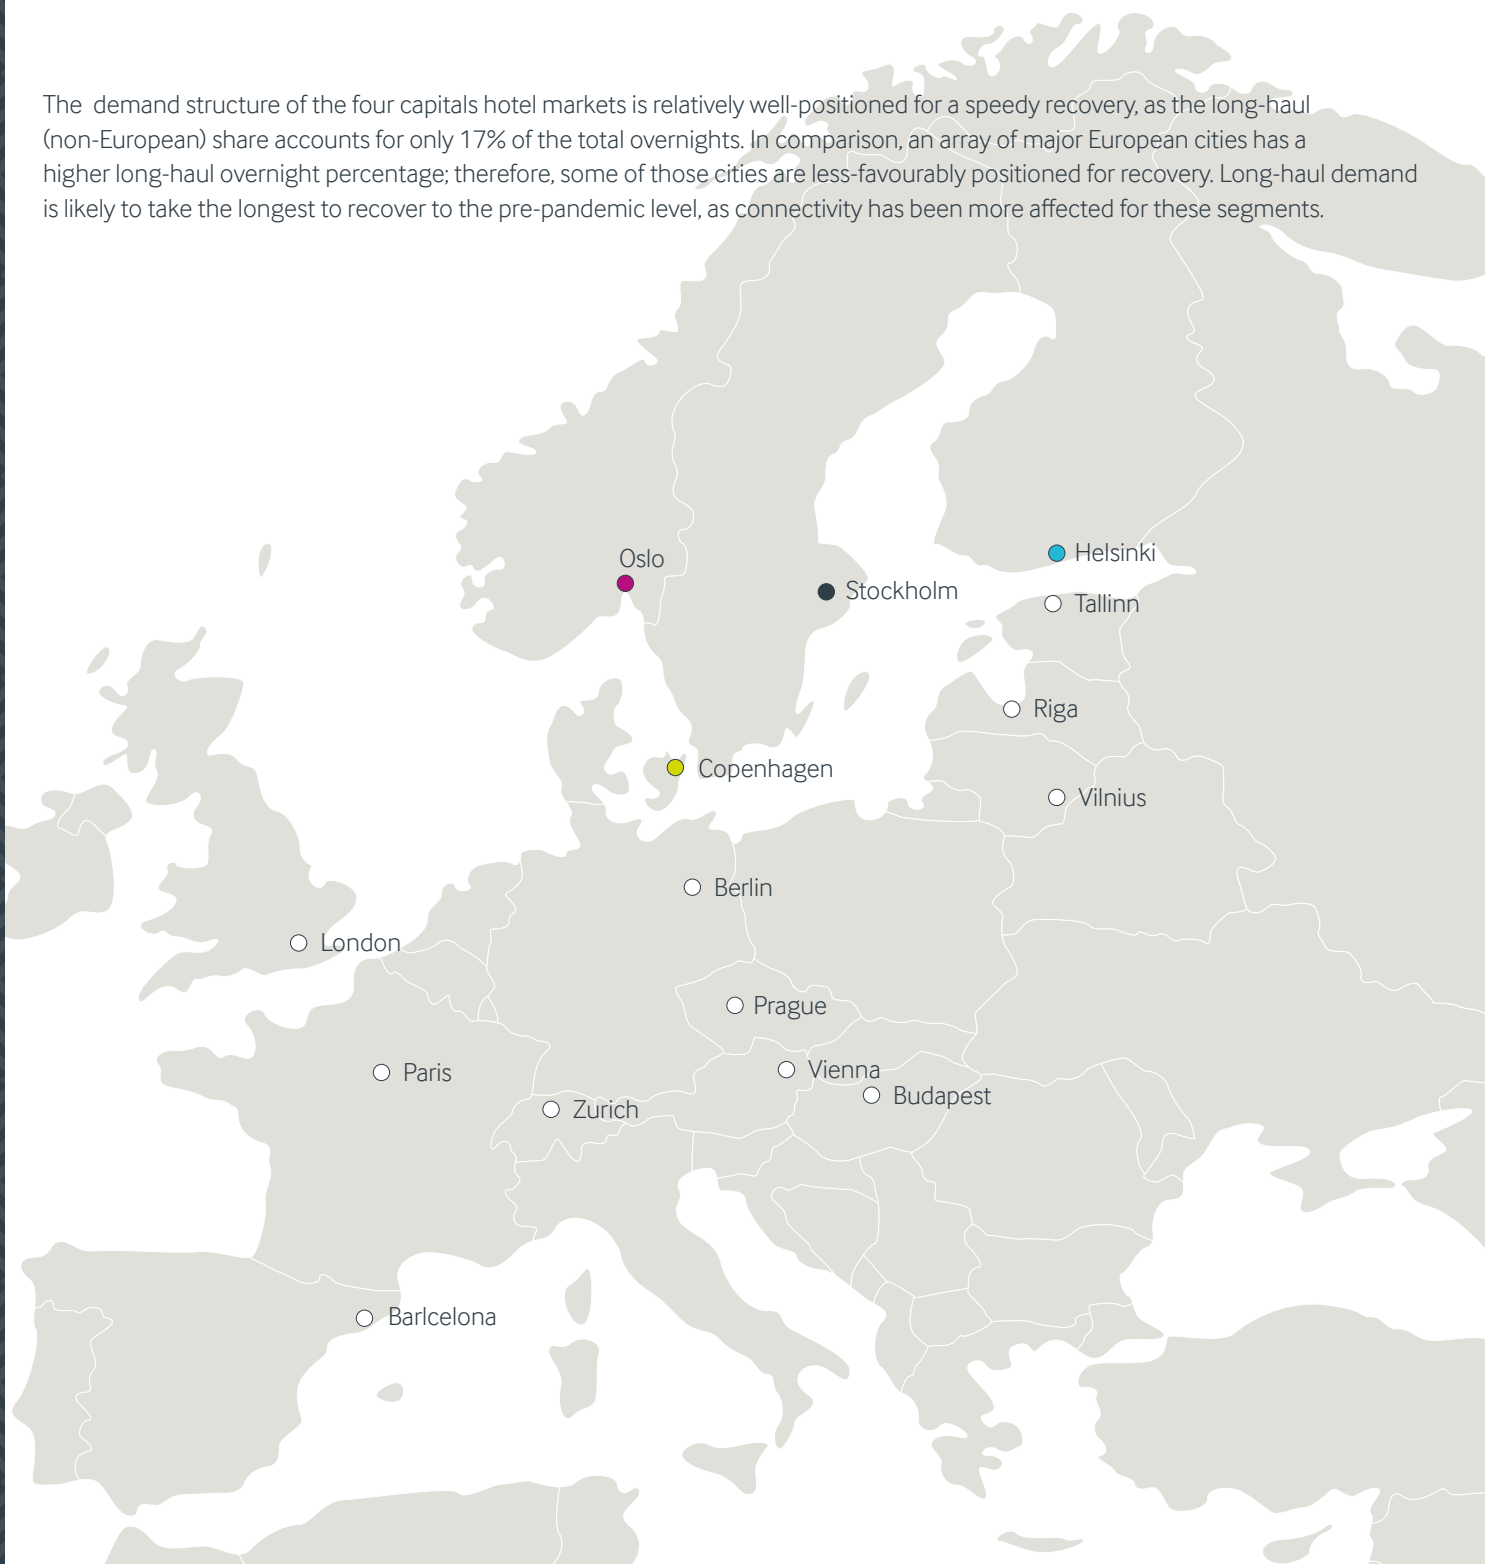 The demand structure of the four capitals hotel markets is relatively well-positioned for a speedy recovery, as the long-haul
(non-European) share accounts for only 17% of the total overnights. In comparison, an array of major European cities has a
higher long-haul overnight percentage; therefore, some of those cities are less-favourably positioned for recovery. Long-haul demand
is likely to take the longest to recover to the pre-pandemic level, as connectivity has been more affected for these segments.
Oslo
Helsinki
Stockholm
Tallinn
Riga
Copenhagen
Vilnius
Berlin
London
Prague
Paris
Vienna
Budapest
Zurich
Barlcelona